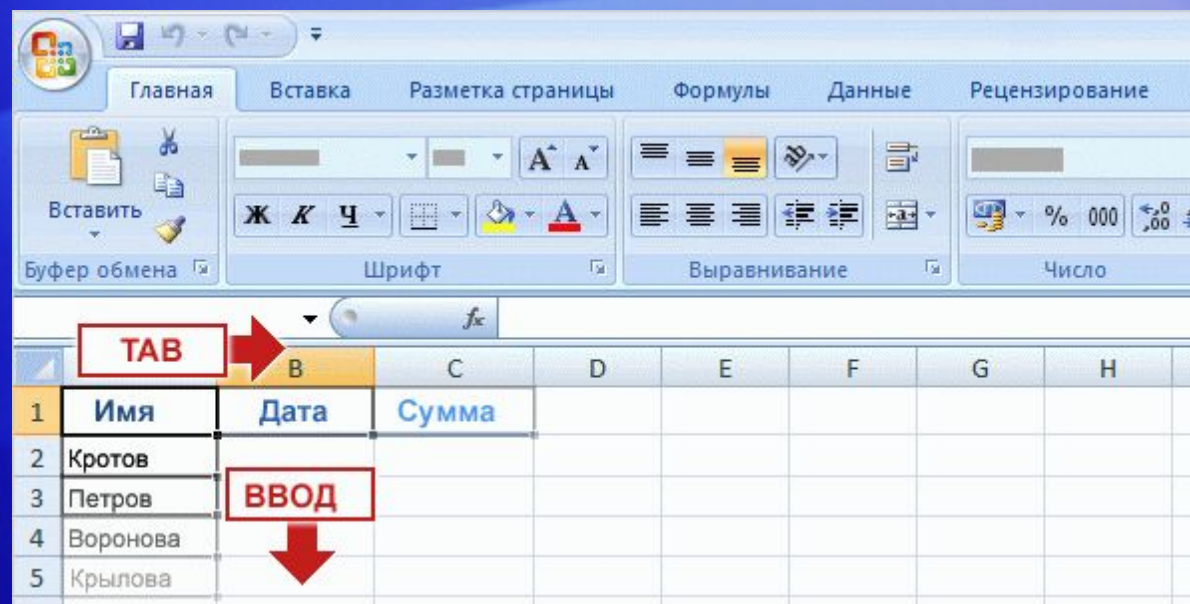 Главная Вставка Разметка страницы Формулы Данные Рецензирование
Вставить
Ж К Ч % 000 ,00
Буфер обмена Шрифт Выравнивание Число
fx
TAB
B C D E F G H
1 Имя Дата Сумма
2 Кротов
3 Петров ВВОД
4 Воронова
5 Крылова